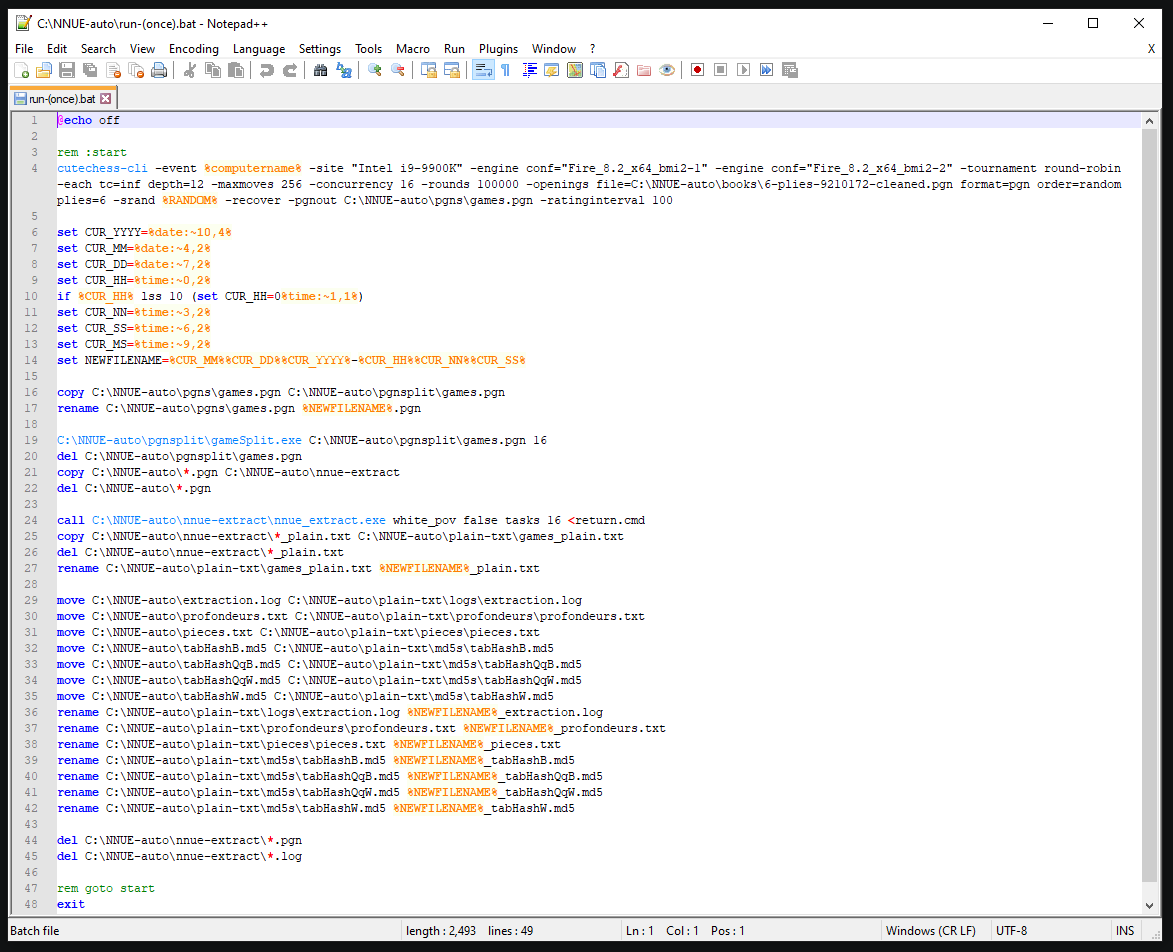 C:\NNUE-auto\run-(once).bat - Notepad++
File Edit Search View Encoding Language Settings Tools Macro Run Plugins Window ? X
run-(once).bat
1 @echo off
2
3 rem :start
4 cutechess-cli -event %computername% -site "Intel i9-9900K" -engine conf="Fire_8.2_x64_bmi2-1" -engine conf="Fire_8.2_x64_bmi2-2" -tournament round-robin
-each tc=inf depth=12 -maxmoves 256 -concurrency 16 -rounds 100000 -openings file=C:\NNUE-auto\books\6-plies-9210172-cleaned.pgn format=pgn order=random
plies=6 -srand %RANDOM% -recover -pgnout C:\NNUE-auto\pgns\games.pgn -ratinginterval 100
5
6 set CUR_YYYY=%date:~10,4%
7 set CUR_MM=%date:~4,2%
8 set CUR_DD=%date:~7,2%
9 set CUR_HH=%time:~0,2%
10 if %CUR_HH% lss 10 (set CUR_HH=0%time:~1,1%)
11 set CUR_NN=%time:~3,2%
12 set CUR_SS=%time:~6,2%
13 set CUR_MS=%time:~9,2%
14 set NEWFILENAME=%CUR_MM%%CUR_DD%%CUR_YYYY%-%CUR_HH%%CUR_NN%%CUR_SS%
15
16 copy C:\NNUE-auto\pgns\games.pgn C:\NNUE-auto\pgnsplit\games.pgn
17 rename C:\NNUE-auto\pgns\games.pgn %NEWFILENAME%.pgn
18
19 C:\NNUE-auto\pgnsplit\gameSplit.exe C:\NNUE-auto\pgnsplit\games.pgn 16
20 del C:\NNUE-auto\pgnsplit\games.pgn
21 copy C:\NNUE-auto\*.pgn C:\NNUE-auto\nnue-extract
22 del C:\NNUE-auto\*.pgn
23
24 call C:\NNUE-auto\nnue-extract\nnue_extract.exe white_pov false tasks 16 <return.cmd
25 copy C:\NNUE-auto\nnue-extract\*_plain.txt C:\NNUE-auto\plain-txt\games_plain.txt
26 del C:\NNUE-auto\nnue-extract\*_plain.txt
27 rename C:\NNUE-auto\plain-txt\games_plain.txt %NEWFILENAME%_plain.txt
28
29 move C:\NNUE-auto\extraction.log C:\NNUE-auto\plain-txt\logs\extraction.log
30 move C:\NNUE-auto\profondeurs.txt C:\NNUE-auto\plain-txt\profondeurs\profondeurs.txt
31 move C:\NNUE-auto\pieces.txt C:\NNUE-auto\plain-txt\pieces\pieces.txt
32 move C:\NNUE-auto\tabHashB.md5 C:\NNUE-auto\plain-txt\md5s\tabHashB.md5
33 move C:\NNUE-auto\tabHashQqB.md5 C:\NNUE-auto\plain-txt\md5s\tabHashQqB.md5
34 move C:\NNUE-auto\tabHashQqW.md5 C:\NNUE-auto\plain-txt\md5s\tabHashQqW.md5
35 move C:\NNUE-auto\tabHashW.md5 C:\NNUE-auto\plain-txt\md5s\tabHashW.md5
36 rename C:\NNUE-auto\plain-txt\logs\extraction.log %NEWFILENAME%_extraction.log
37 rename C:\NNUE-auto\plain-txt\profondeurs\profondeurs.txt %NEWFILENAME%_profondeurs.txt
38 rename C:\NNUE-auto\plain-txt\pieces\pieces.txt %NEWFILENAME%_pieces.txt
39 rename C:\NNUE-auto\plain-txt\md5s\tabHashB.md5 %NEWFILENAME%_tabHashB.md5
40 rename C:\NNUE-auto\plain-txt\md5s\tabHashQqB.md5 %NEWFILENAME%_tabHashQqB.md5
41 rename C:\NNUE-auto\plain-txt\md5s\tabHashQqW.md5 %NEWFILENAME%_tabHashQqW.md5
42 rename C:\NNUE-auto\plain-txt\md5s\tabHashW.md5 %NEWFILENAME%_tabHashW.md5
43
44 del C:\NNUE-auto\nnue-extract\*.pgn
45 del C:\NNUE-auto\nnue-extract\*.log
46
47 rem goto start
48 exit
Batch file length : 2,493 lines : 49 Ln : 1 Col : 1 Pos : 1 Windows (CR LF) UTF-8 INS